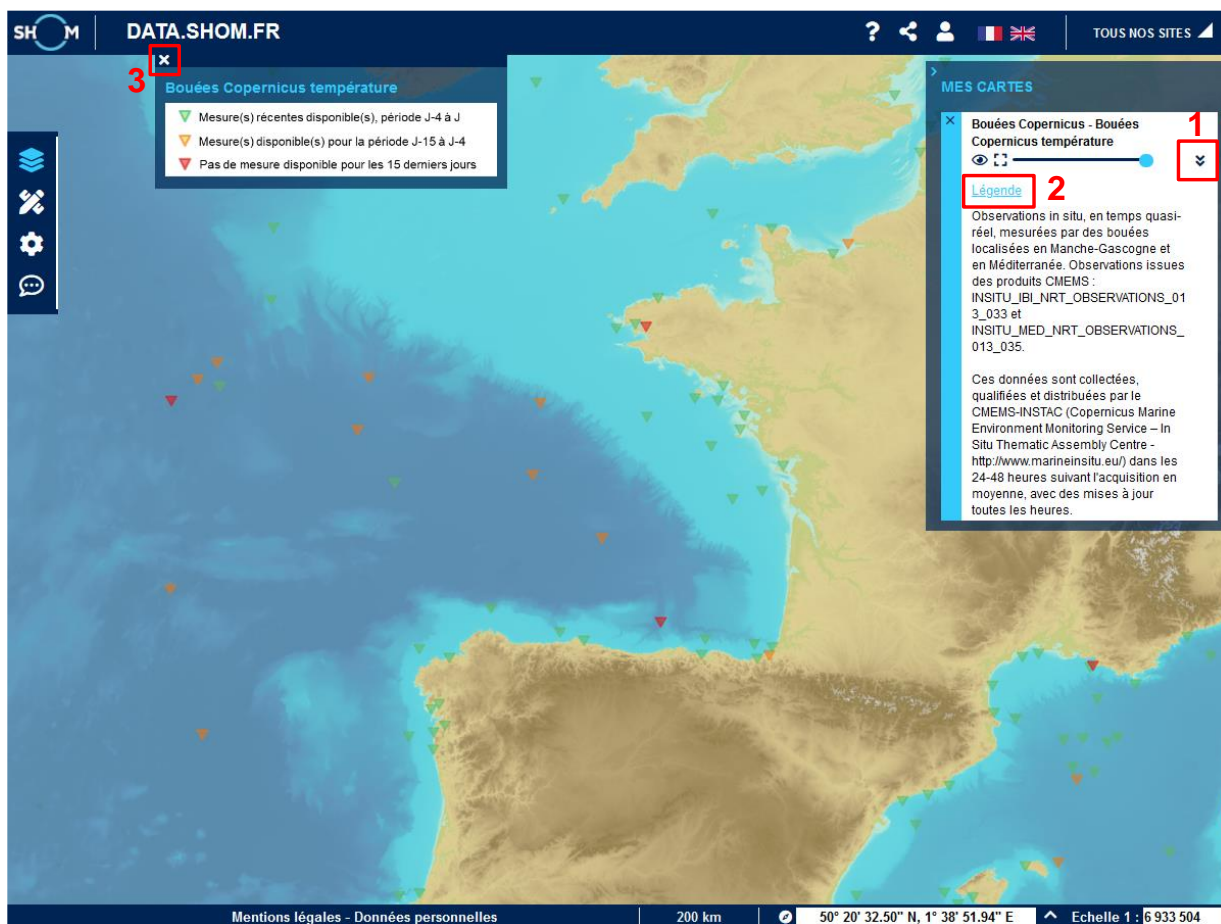 SHOM
DATA.SHOM.FR
?
TOUS NOS SITES
3
Bouées Copernicus température
Mesure(s) récentes disponible(s), période J-4 à J
Mesure(s) disponible(s) pour la période J-15 à J-4
Pas de mesure disponible pour les 15 derniers jours
MES CARTES
1
Bouées Copernicus - Bouées
Copernicus température
Légende
2
Observations in situ, en temps quasi-
réel, mesurées par des bouées
localisées en Manche-Gascogne et
en Méditerranée. Observations issues
des produits CMEMS :
INSITU_IBI_NRT_OBSERVATIONS_01
3_033 et
INSITU_MED_NRT_OBSERVATIONS_
013_035.
Ces données sont collectées,
qualifiées et distribuées par le
CMEMS-INSTAC (Copernicus Marine
Environment Monitoring Service – In
Situ Thematic Assembly Centre -
http://www.marineinsitu.eu/) dans les
24-48 heures suivant l'acquisition en
moyenne, avec des mises à jour
toutes les heures.
Mentions légales - Données personnelles
200 km
50° 20' 32.50" N, 1° 38' 51.94" E
Echelle 1 : 6 933 504